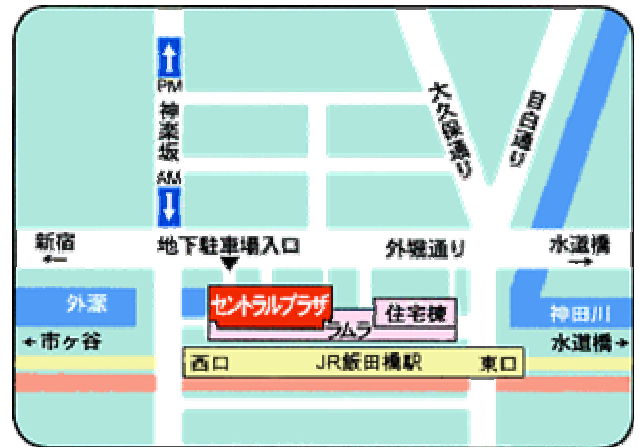 ↑
PM
神楽坂
AM
↓
大久保通り
目白通り
新宿
←
地下駐車場入口
▼
外堀通り
水道橋
→
外濠
セントラルプラザ
ラムラ
住宅棟
神田川
←市ヶ谷
水道橋→
西口
JR飯田橋駅
東口